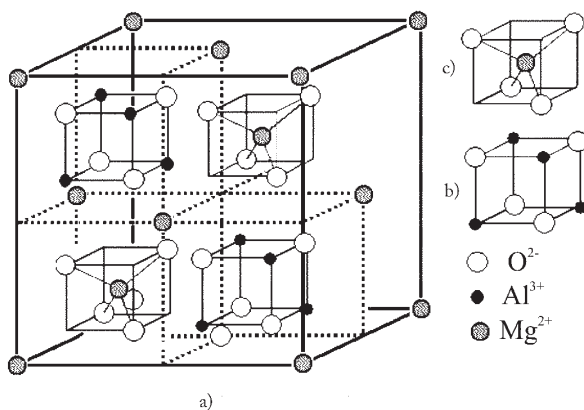 c)
b)
O²⁻
Al³⁺
Mg²⁺
a)